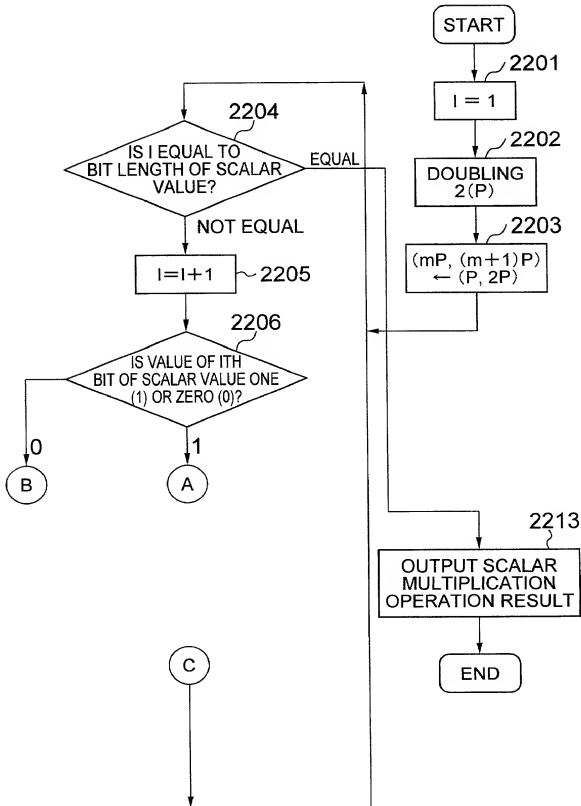 START
2201
I = 1
2202
DOUBLING
2(P)
2203
(mP, (m+1)P)
← (P, 2P)
2204
IS I EQUAL TO
BIT LENGTH OF SCALAR
VALUE?
EQUAL
NOT EQUAL
I=I+1
2205
2206
IS VALUE OF ITH
BIT OF SCALAR VALUE ONE
(1) OR ZERO (0)?
0
1
B
A
2213
OUTPUT SCALAR
MULTIPLICATION
OPERATION RESULT
C
END